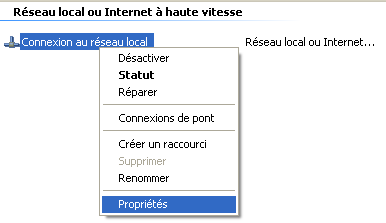 Réseau local ou Internet à haute vitesse
Connexion au réseau local
Réseau local ou Internet...
Désactiver
Statut
Réparer
Connexions de pont
Créer un raccourci
Supprimer
Renommer
Propriétés